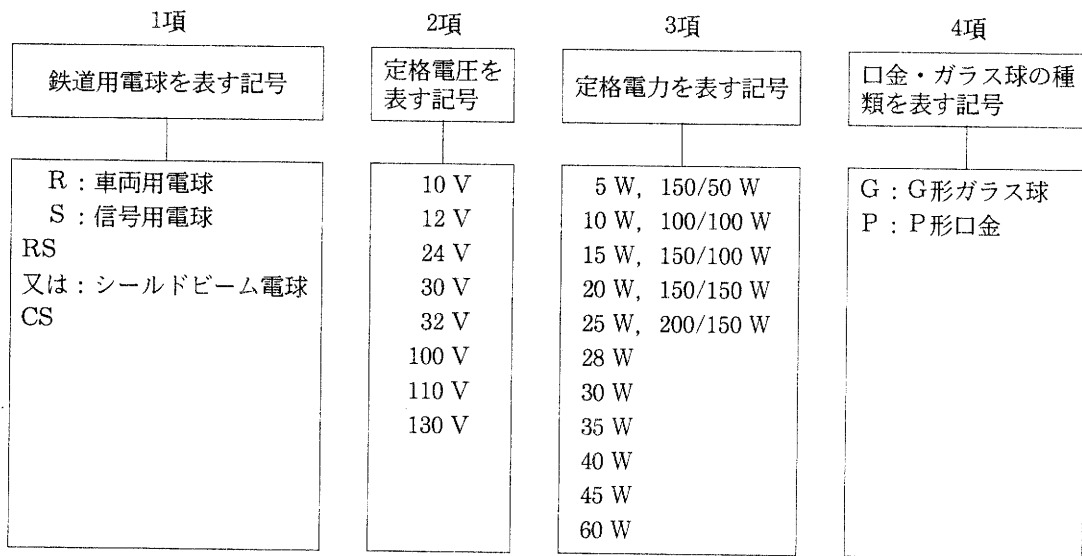 1項
鉄道用電球を表す記号
R:車両用電球
S:信号用電球
RS
又は:シールドビーム電球
CS
2項
定格電圧を
表す記号
10 V
12 V
24 V
30 V
32 V
100 V
110 V
130 V
3項
定格電力を表す記号
5 W, 150/50 W
10 W, 100/100 W
15 W, 150/100 W
20 W, 150/150 W
25 W, 200/150 W
28 W
30 W
35 W
40 W
45 W
60 W
4項
口金・ガラス球の種
類を表す記号
G:G形ガラス球
P:P形口金